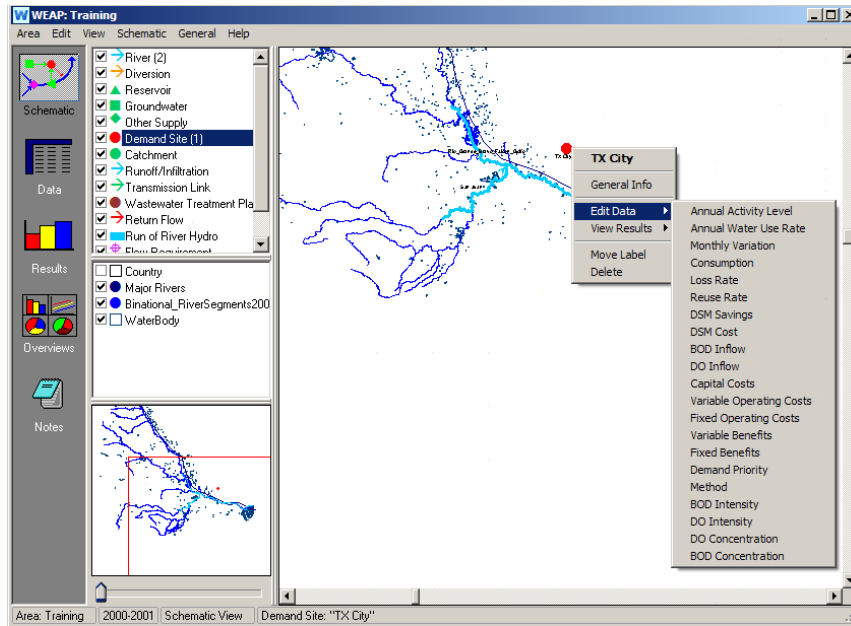 WEAP: Training
Area Edit View Schematic General Help
Schematic
Data
Results
Overviews
Notes
River (2)
Diversion
Reservoir
Groundwater
Other Supply
Demand Site (1)
Catchment
Runoff/Infiltration
Transmission Link
Wastewater Treatment Pla
Return Flow
Run of River Hydro
Flow Requirement
Country
Major Rivers
Binational_RiverSegments200
WaterBody
TX City
TX City
General Info
Edit Data
View Results
Move Label
Delete
Annual Activity Level
Annual Water Use Rate
Monthly Variation
Consumption
Loss Rate
Reuse Rate
DSM Savings
DSM Cost
BOD Inflow
DO Inflow
Capital Costs
Variable Operating Costs
Fixed Operating Costs
Variable Benefits
Fixed Benefits
Demand Priority
Method
BOD Intensity
DO Intensity
DO Concentration
BOD Concentration
Area: Training 2000-2001 Schematic View Demand Site: "TX City"